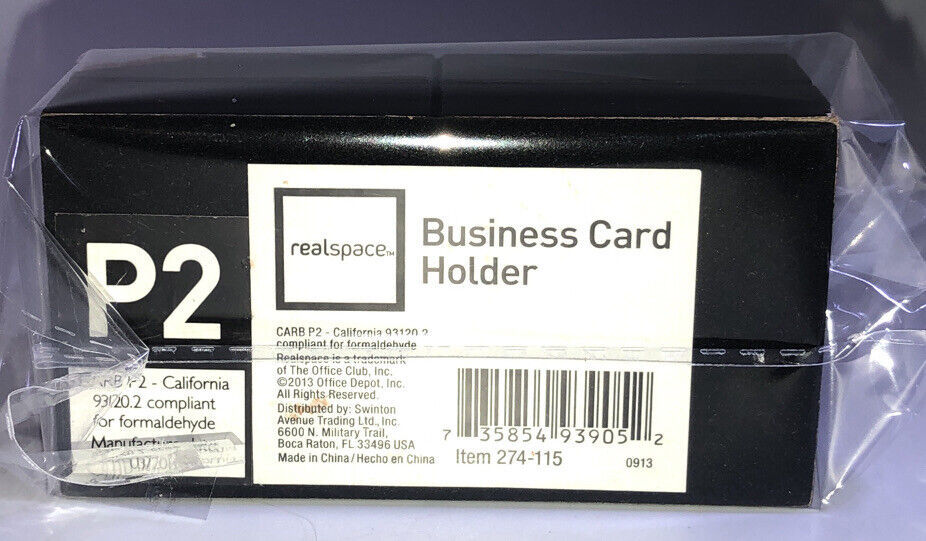 P2
CARB P2 - California
93120.2 compliant
for formaldehyde
realspace™
Business Card
Holder
CARB P2 - California 93120.2
compliant for formaldehyde
Realspace is a trademark
of The Office Club, Inc.
©2013 Office Depot, Inc.
All Rights Reserved.
Distributed by: Swinton
Avenue Trading Ltd., Inc.
6600 N. Military Trail,
Boca Raton, FL 33496 USA
Made in China/Hecho en China
7 35854 93905 2
Item 274-115
0913